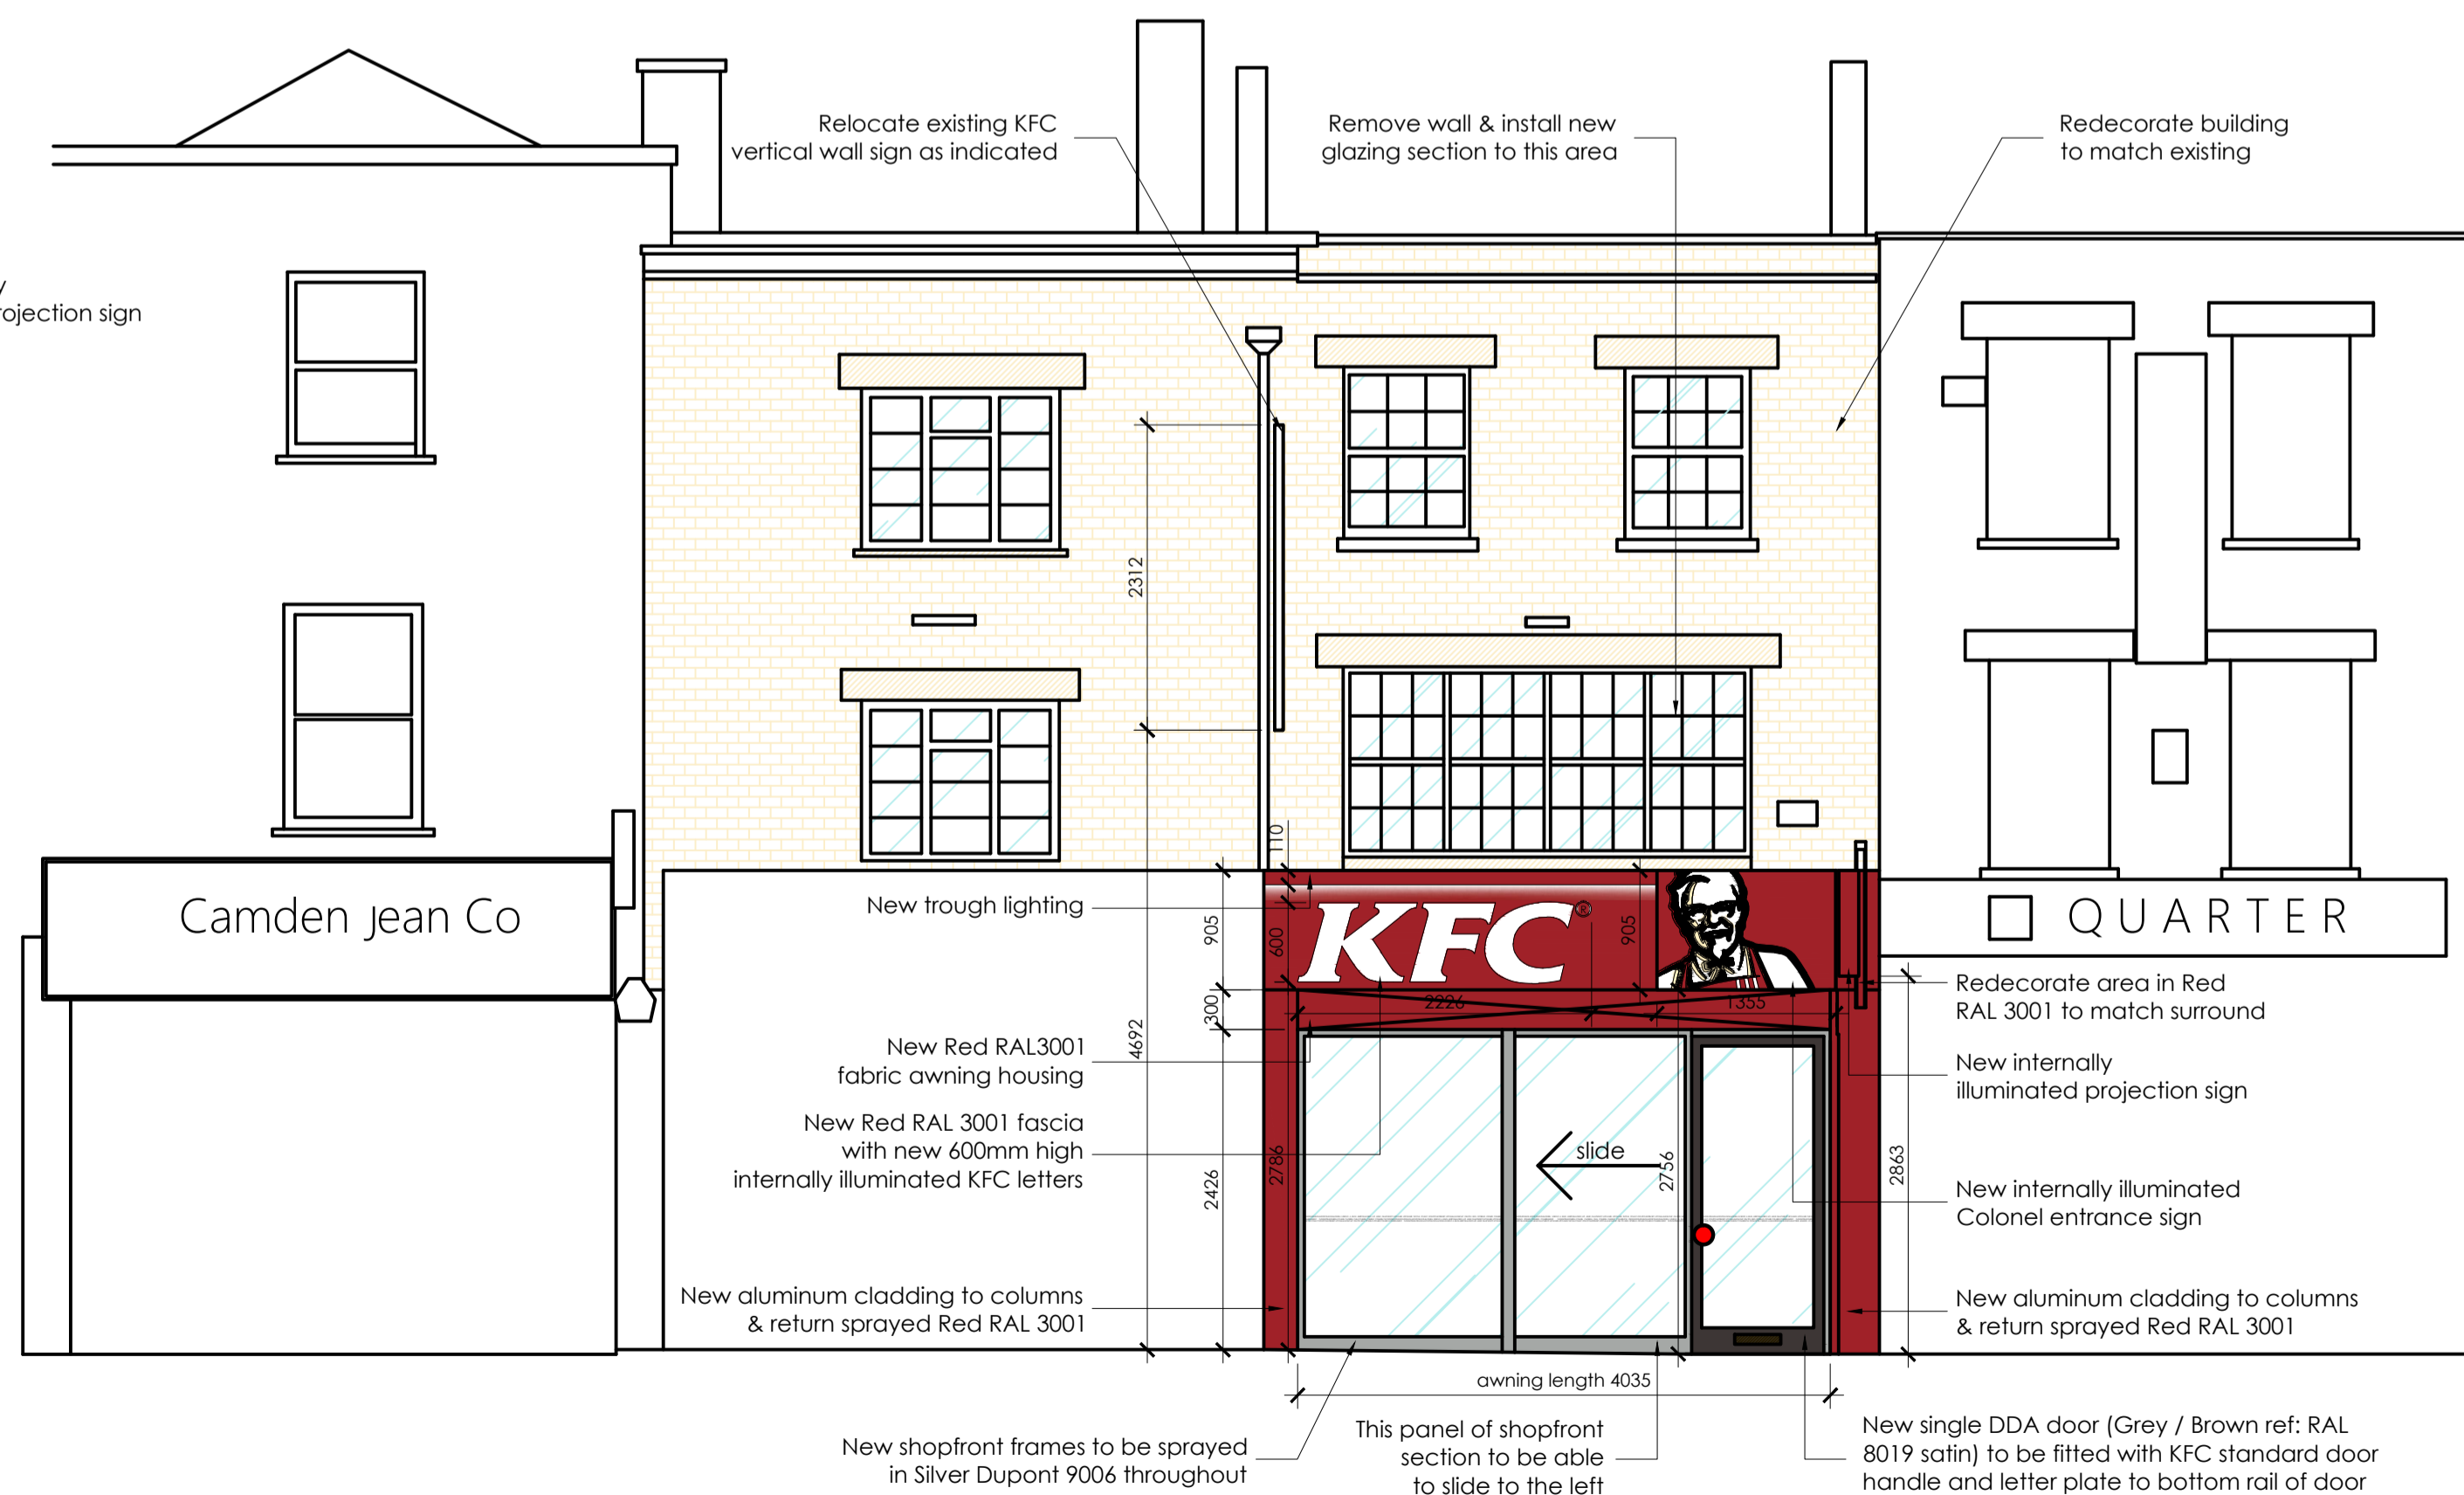 Relocate existing KFC
vertical wall sign as indicated
Remove wall & install new
glazing section to this area
Redecorate building
to match existing
ojection sign
2312
110
New trough lighting
905
600
905
KFC®
Camden Jean Co
QUARTER
Redecorate area in Red
RAL 3001 to match surround
300
2226
1355
4692
New Red RAL3001
fabric awning housing
New internally
illuminated projection sign
New Red RAL 3001 fascia
with new 600mm high
internally illuminated KFC letters
2426
2786
slide
2756
2863
New internally illuminated
Colonel entrance sign
New aluminum cladding to columns
& return sprayed Red RAL 3001
New aluminum cladding to columns
& return sprayed Red RAL 3001
awning length 4035
New shopfront frames to be sprayed
in Silver Dupont 9006 throughout
This panel of shopfront
section to be able
to slide to the left
New single DDA door (Grey / Brown ref: RAL
8019 satin) to be fitted with KFC standard door
handle and letter plate to bottom rail of door